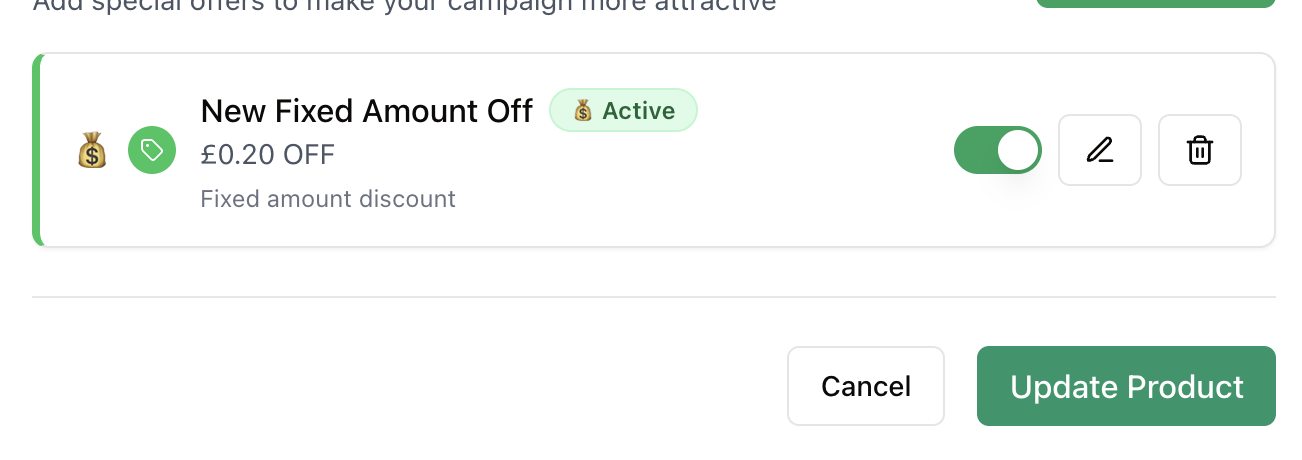 Add special offers to make your campaign more attractive
New Fixed Amount Off
Active
£0.20 OFF
Fixed amount discount
Cancel
Update Product